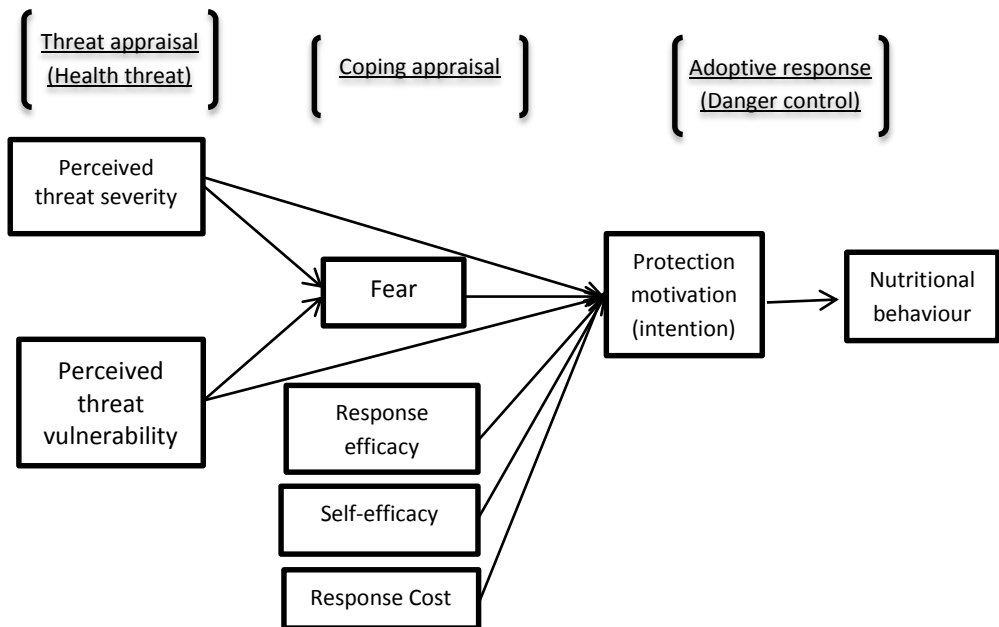 Threat appraisal
(Health threat)
Coping appraisal
Adoptive response
(Danger control)
Perceived
threat severity
Fear
Protection
motivation
(intention)
Nutritional
behaviour
Perceived
threat
vulnerability
Response
efficacy
Self-efficacy
Response Cost